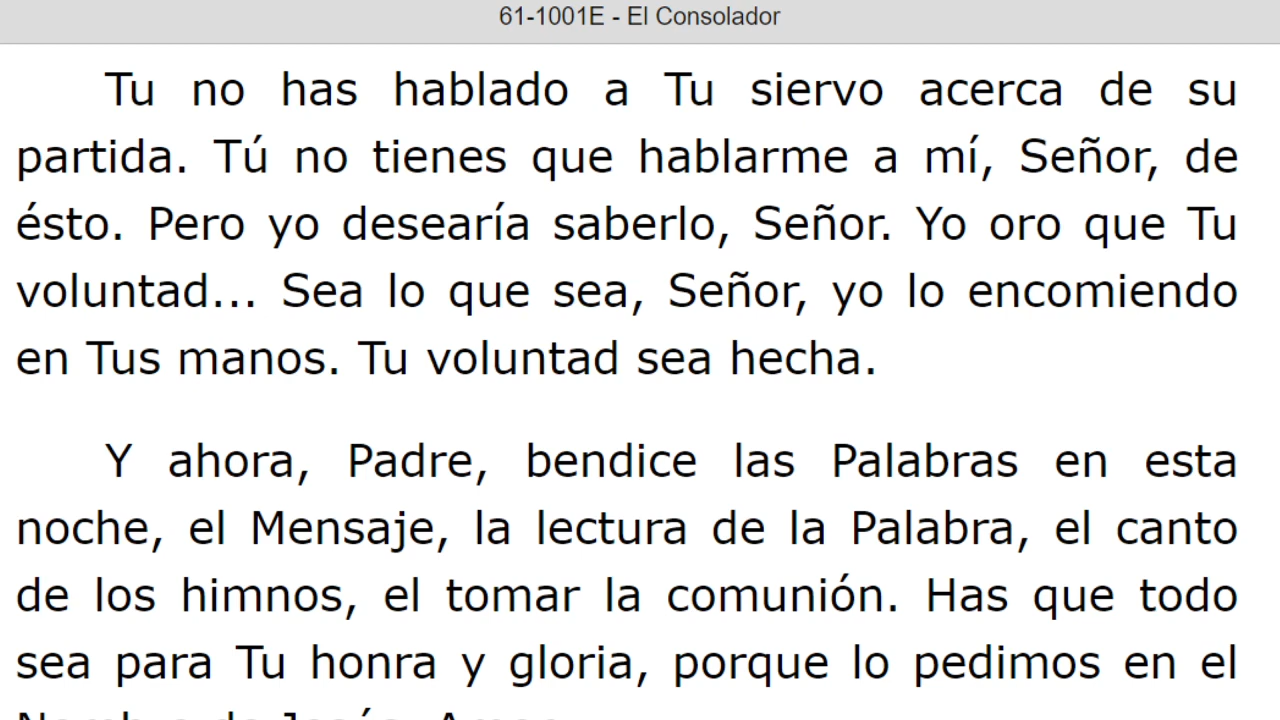 61-1001E - El Consolador
Tu no has hablado a Tu siervo acerca de su
partida. Tú no tienes que hablarme a mí, Señor, de
ésto. Pero yo desearía saberlo, Señor. Yo oro que Tu
voluntad... Sea lo que sea, Señor, yo lo encomiendo
en Tus manos. Tu voluntad sea hecha.
Y ahora, Padre, bendice las Palabras en esta
noche, el Mensaje, la lectura de la Palabra, el canto
de los himnos, el tomar la comunión. Has que todo
sea para Tu honra y gloria, porque lo pedimos en el
Nombre de Jesús. Amen